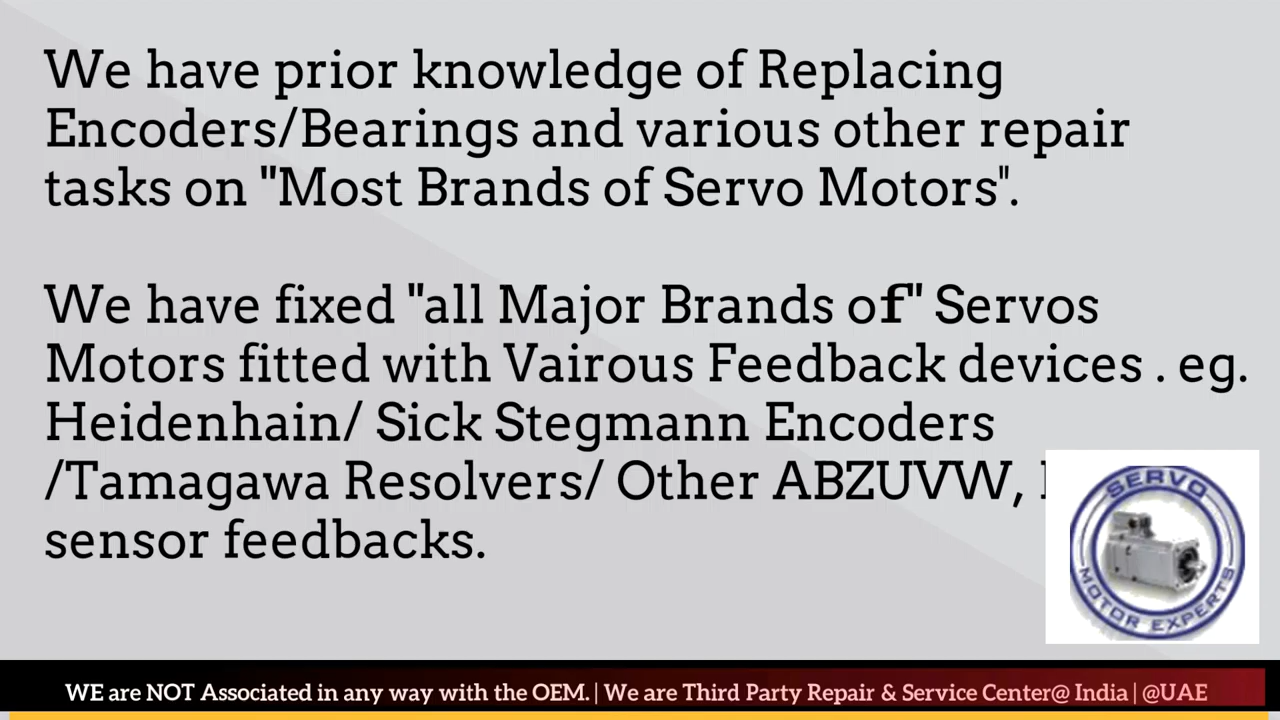 We have prior knowledge of Replacing
Encoders/Bearings and various other repair
tasks on "Most Brands of Servo Motors".
We have fixed "all Major Brands of" Servos
Motors fitted with Vairous Feedback devices . eg.
Heidenhain/ Sick Stegmann Encoders
/Tamagawa Resolvers/ Other ABZUVW,
sensor feedbacks.
SERVO
MOTOR EXPERTS
WE are NOT Associated in any way with the OEM. | We are Third Party Repair & Service Center@ India | @UAE